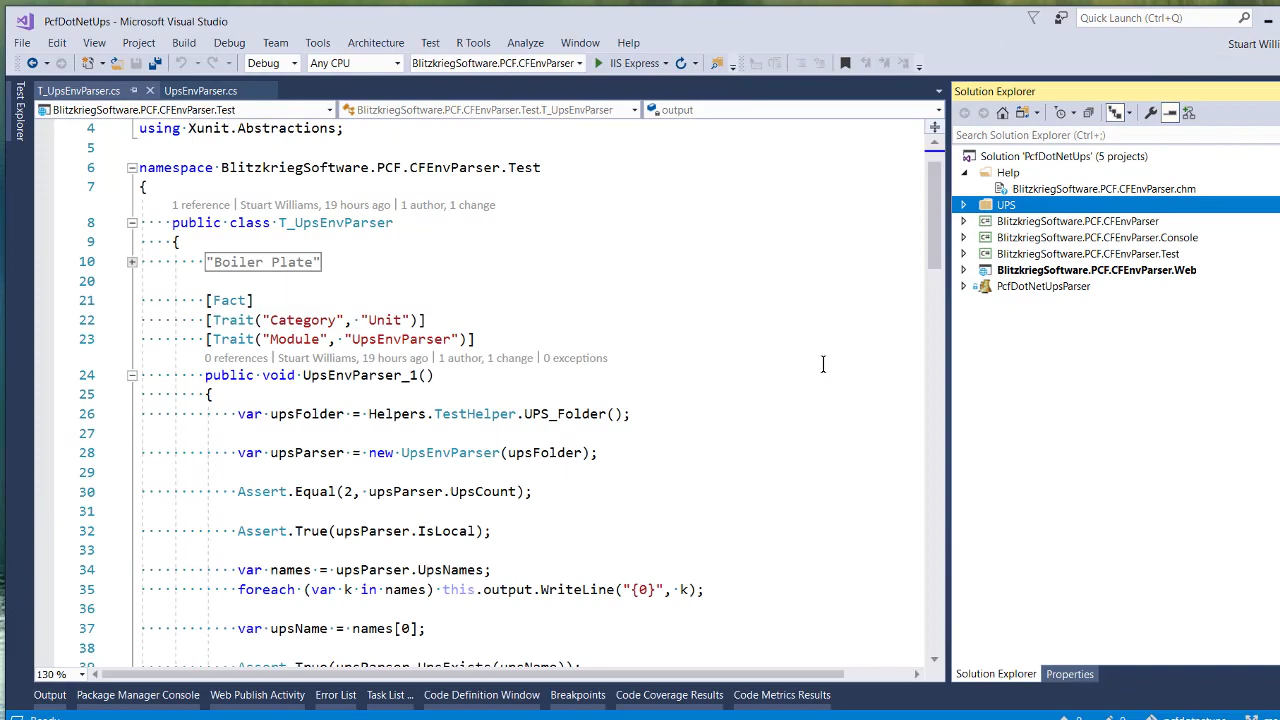 PcfDotNetUps - Microsoft Visual Studio
Quick Launch (Ctrl+Q)
File Edit View Project Build Debug Team Tools Architecture Test R Tools Analyze Window Help
Stuart Willi
Debug Any CPU BlitzkriegSoftware.PCF.CFEnvParser IIS Express
Test Explorer
T_UpsEnvParser.cs UpsEnvParser.cs
BlitzkriegSoftware.PCF.CFEnvParser.Test BlitzkriegSoftware.PCF.CFEnvParser.Test.T_UpsEnvParser output
4 using Xunit.Abstractions;
5
6 namespace BlitzkriegSoftware.PCF.CFEnvParser.Test
7 {
1 reference | Stuart Williams, 19 hours ago | 1 author, 1 change
8 public class T_UpsEnvParser
9 {
10 "Boiler Plate"
20
21 [Fact]
22 [Trait("Category", "Unit")]
23 [Trait("Module", "UpsEnvParser")]
0 references | Stuart Williams, 19 hours ago | 1 author, 1 change | 0 exceptions
24 public void UpsEnvParser_1()
25 {
26 var upsFolder = Helpers.TestHelper.UPS_Folder();
27
28 var upsParser = new UpsEnvParser(upsFolder);
29
30 Assert.Equal(2, upsParser.UpsCount);
31
32 Assert.True(upsParser.IsLocal);
33
34 var names = upsParser.UpsNames;
35 foreach (var k in names) this.output.WriteLine("{0}", k);
36
37 var upsName = names[0];
38
39 Assert.True(upsParser.UpsExists(upsName));
130 %
Solution Explorer
Search Solution Explorer (Ctrl+;)
Solution 'PcfDotNetUps' (5 projects)
Help
BlitzkriegSoftware.PCF.CFEnvParser.chm
UPS
BlitzkriegSoftware.PCF.CFEnvParser
BlitzkriegSoftware.PCF.CFEnvParser.Console
BlitzkriegSoftware.PCF.CFEnvParser.Test
BlitzkriegSoftware.PCF.CFEnvParser.Web
PcfDotNetUpsParser
Solution Explorer Properties
Output Package Manager Console Web Publish Activity Error List Task List ... Code Definition Window Breakpoints Code Coverage Results Code Metrics Results